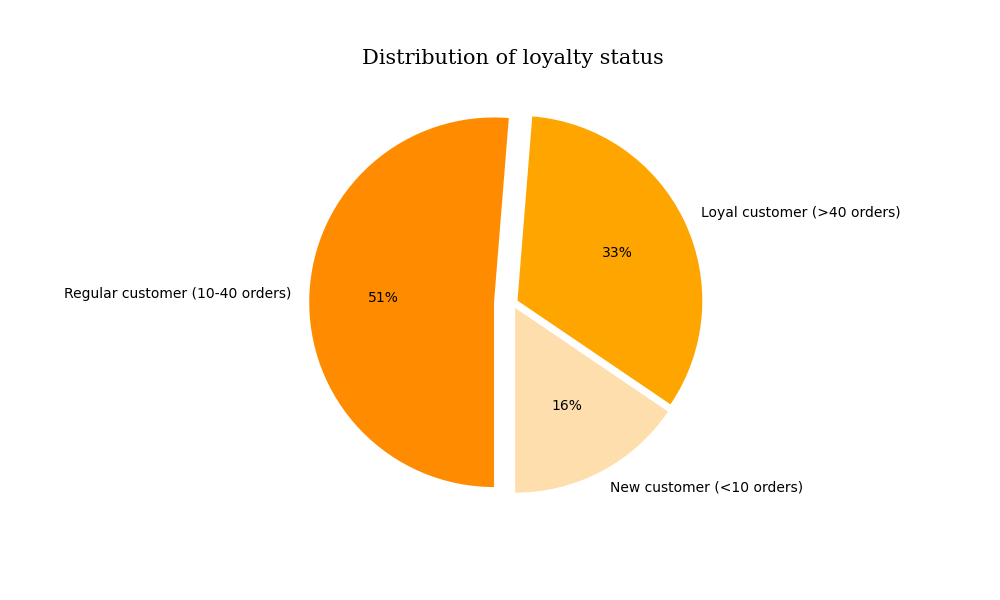 Distribution of loyalty status
Loyal customer (>40 orders)
33%
Regular customer (10-40 orders)
51%
16%
New customer (<10 orders)